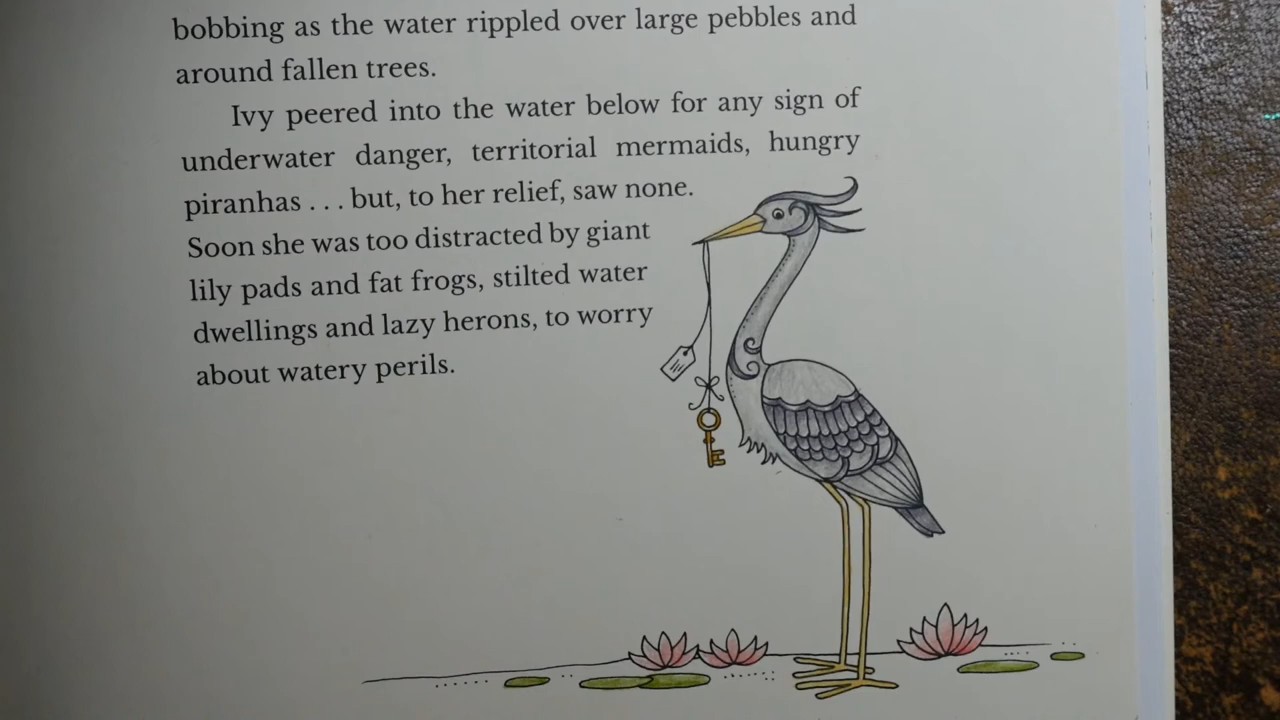 bobbing as the water rippled over large pebbles and
around fallen trees.
Ivy peered into the water below for any sign of
underwater danger, territorial mermaids, hungry
piranhas . . . but, to her relief, saw none.
Soon she was too distracted by giant
lily pads and fat frogs, stilted water
dwellings and lazy herons, to worry
about watery perils.